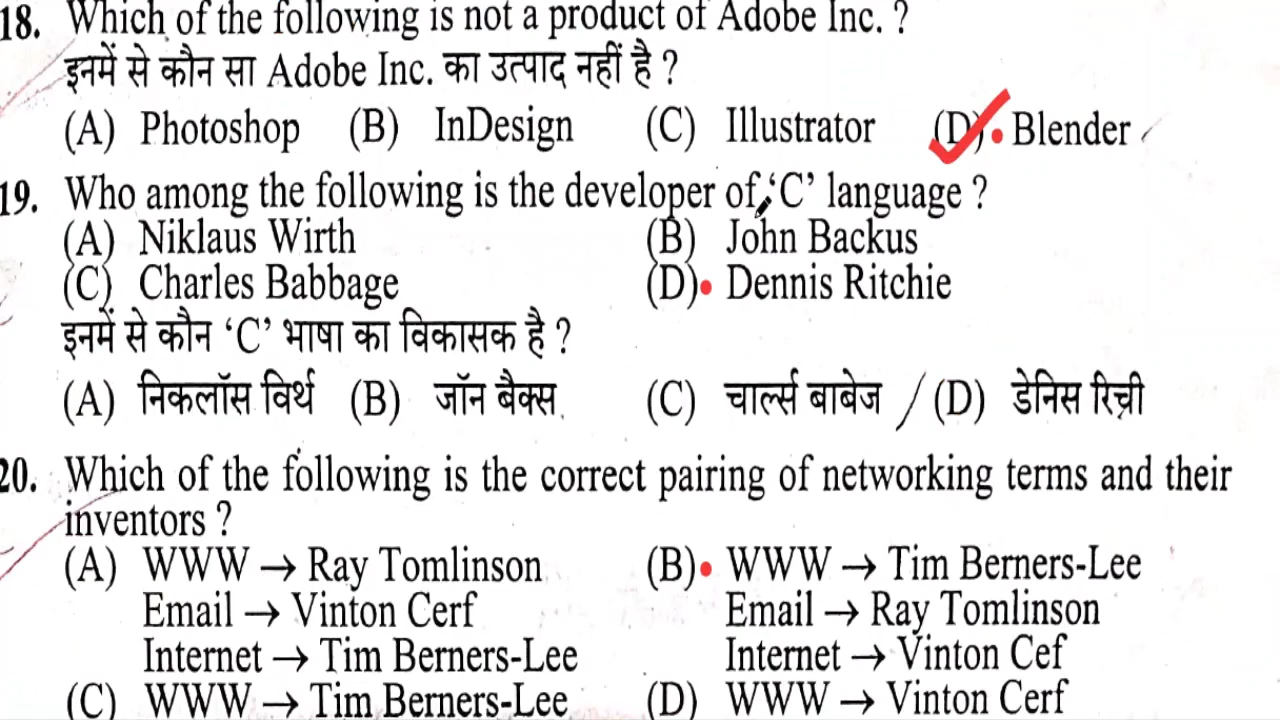 18. Which of the following is not a product of Adobe Inc. ?
इनमें से कौन सा Adobe Inc. का उत्पाद नहीं है ?
(A) Photoshop (B) InDesign (C) Illustrator (D) Blender
19. Who among the following is the developer of ‘C’ language ?
(A) Niklaus Wirth (B) John Backus
(C) Charles Babbage (D) Dennis Ritchie
इनमें से कौन ‘C’ भाषा का विकासक है ?
(A) निकलॉस विर्थ (B) जॉन बैक्स (C) चार्ल्स बाबेज (D) डेनिस रिच्री
20. Which of the following is the correct pairing of networking terms and their
inventors ?
(A) WWW → Ray Tomlinson (B) WWW → Tim Berners-Lee
Email → Vinton Cerf Email → Ray Tomlinson
Internet → Tim Berners-Lee Internet → Vinton Cef
(C) WWW → Tim Berners-Lee (D) WWW → Vinton Cerf